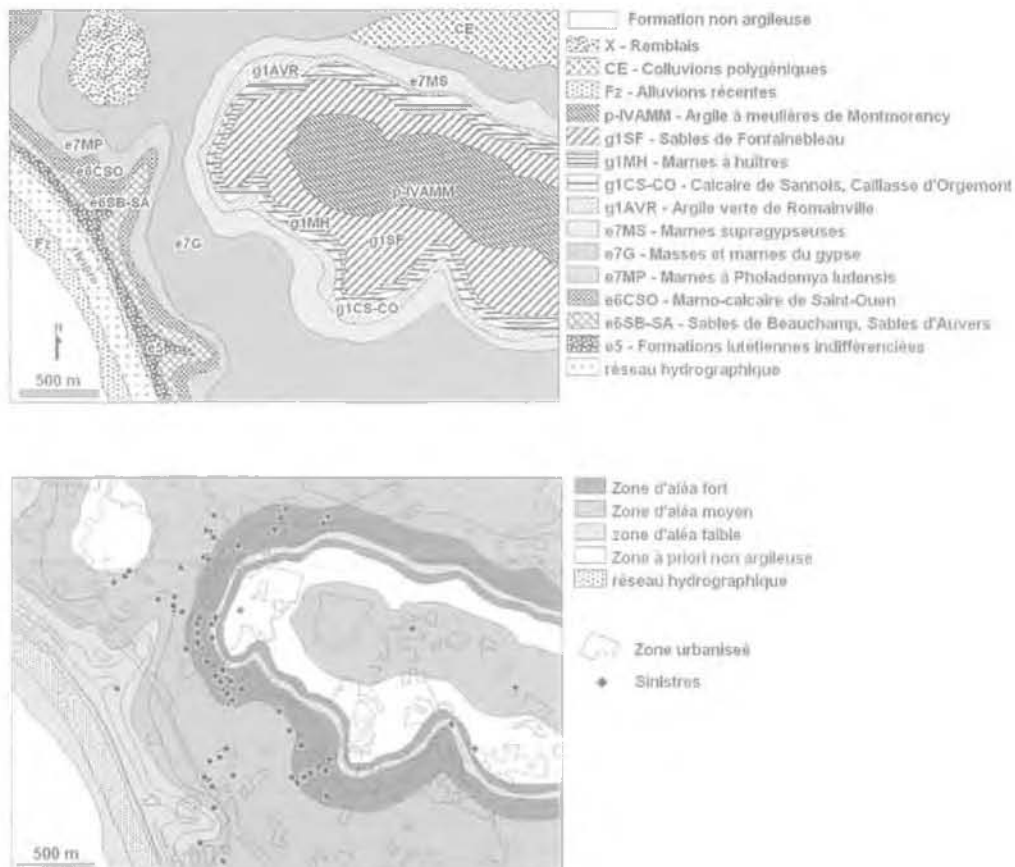 CE
g1AVR
e7MS
e7MP
e6CSO
p-IVAMM
e6SB-SA
g1MH
g1SF
Fz
e7G
g1CS-CO
e5
500 m
Formation non argileuse
X - Remblais
CE - Colluvions polygéniques
Fz - Alluvions récentes
p-IVAMM - Argile à meulières de Montmorency
g1SF - Sables de Fontainebleau
g1MH - Marnes à huîtres
g1CS-CO - Calcaire de Sannois, Caillasse d'Orgemont
g1AVR - Argile verte de Romainville
e7MS - Marnes supragypseuses
e7G - Masses et marnes du gypse
e7MP - Marnes à Pholadomya ludensis
e6CSO - Marno-calcaire de Saint-Ouen
e6SB-SA - Sables de Beauchamp, Sables d'Auvers
e5 - Formations lutétiennes indifférenciées
réseau hydrographique
500 m
Zone d'aléa fort
Zone d'aléa moyen
zone d'aléa faible
Zone à priori non argileuse
réseau hydrographique
Zone urbanisé
Sinistres